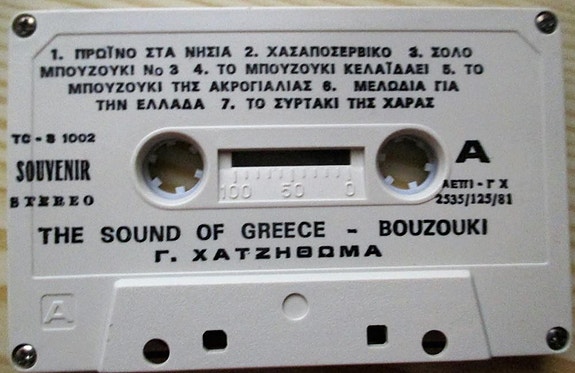 1. ΠΡΩΪΝΟ ΣΤΑ ΝΗΣΙΑ 2. ΧΑΣΑΠΟΣΕΡΒΙΚΟ 3. ΣΟΛΟ
ΜΠΟΥΖΟΥΚΙ Νο 3 4. ΤΟ ΜΠΟΥΖΟΥΚΙ ΚΕΛΑΪΔΑΕΙ 5. ΤΟ
ΜΠΟΥΖΟΥΚΙ ΤΗΣ ΑΚΡΟΓΙΑΛΙΑΣ 6. ΜΕΛΩΔΙΑ ΓΙΑ
ΤΗΝ ΕΛΛΑΔΑ 7. ΤΟ ΣΥΡΤΑΚΙ ΤΗΣ ΧΑΡΑΣ
TC - S 1002
SOUVENIR
STEREO
100 50 0
A
ΑΕΠΙ - Γ Χ
2535/125/81
THE SOUND OF GREECE - BOUZOUKI
Γ. ΧΑΤΖΗΘΩΜΑ
A